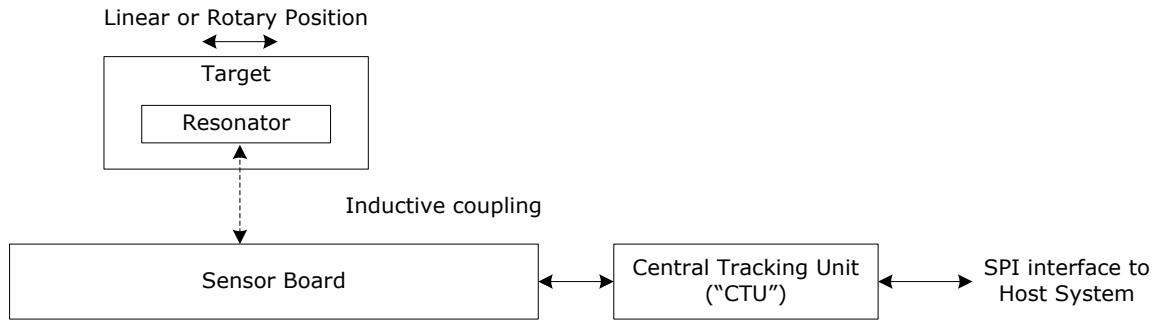 Linear or Rotary Position
Target
Resonator
Inductive coupling
Sensor Board
Central Tracking Unit
(“CTU”)
SPI interface to
Host System